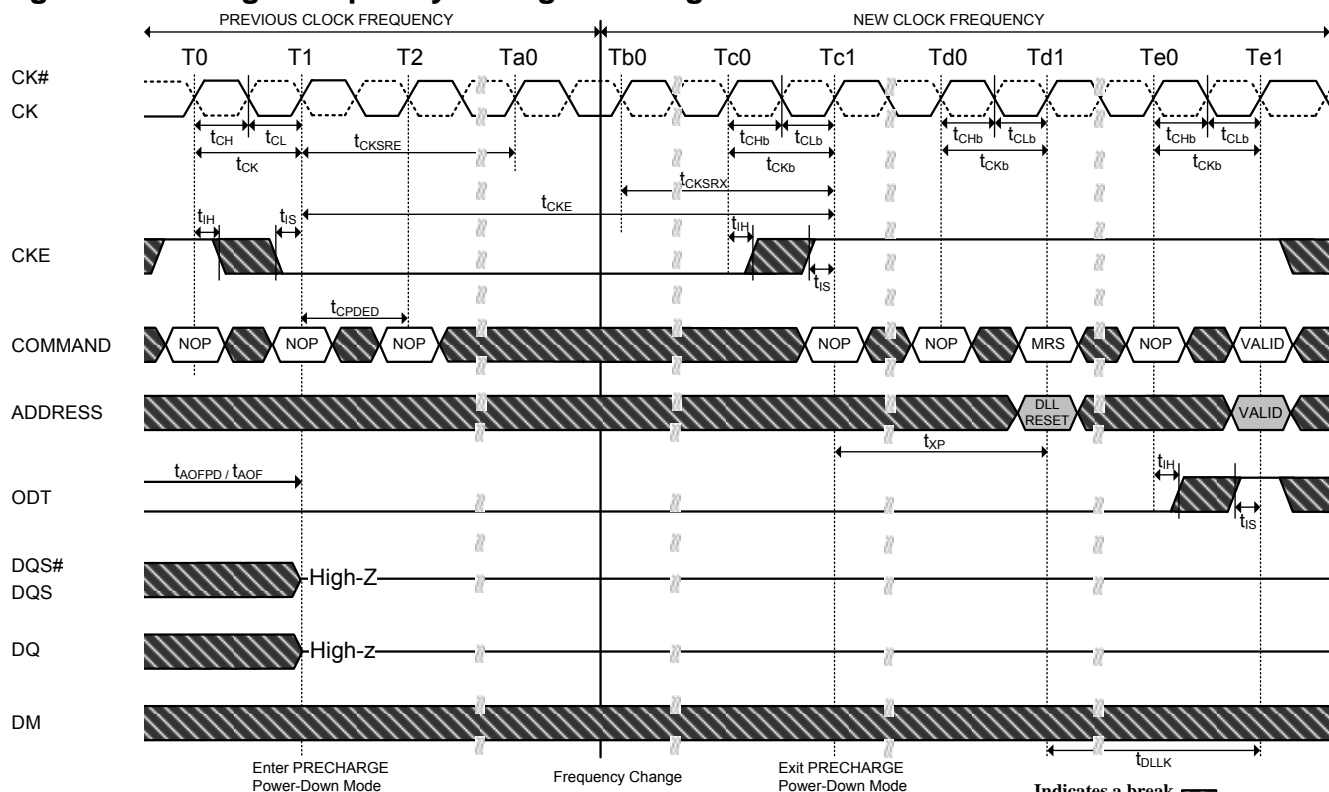 PREVIOUS CLOCK FREQUENCY NEW CLOCK FREQUENCY
T0 T1 T2 Ta0 Tb0 Tc0 Tc1 Td0 Td1 Te0 Te1
CK#
CK
tCH tCL tCHb tCLb tCHb tCLb tCHb tCLb
tCK tCKSRE tCKb tCKb tCKb
tCKSRX
tCKE
tIH tIS tIH
CKE
tIS
tCPDED
COMMAND NOP NOP NOP NOP NOP MRS NOP VALID
ADDRESS DLL RESET VALID
tXP
tAOFPD / tAOF tIH
ODT
tIS
DQS#
DQS
High-Z
DQ High-z
DM
tDLLK
Enter PRECHARGE
Power-Down Mode
Frequency Change
Exit PRECHARGE
Power-Down Mode
Indicates a break